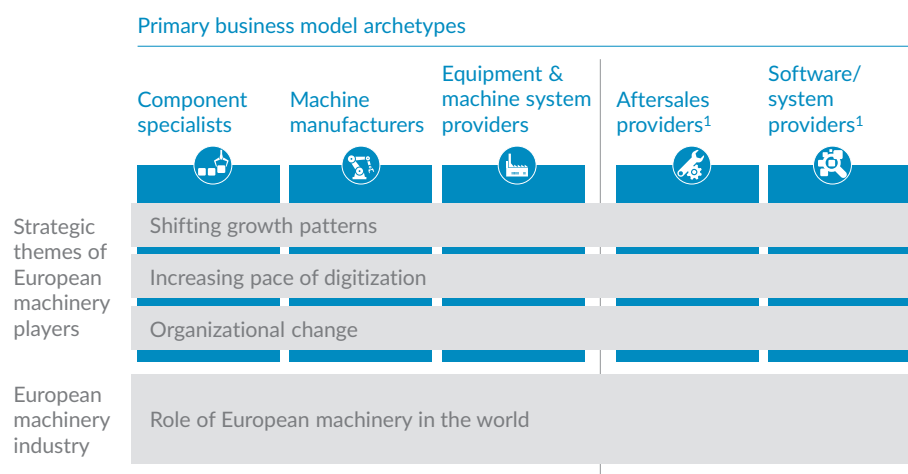 Primary business model archetypes
Component
specialists
Machine
manufacturers
Equipment &
machine system
providers
Aftersales
providers¹
Software/
system
providers¹
Strategic
themes of
European
machinery
players
Shifting growth patterns
Increasing pace of digitization
Organizational change
European
machinery
industry
Role of European machinery in the world